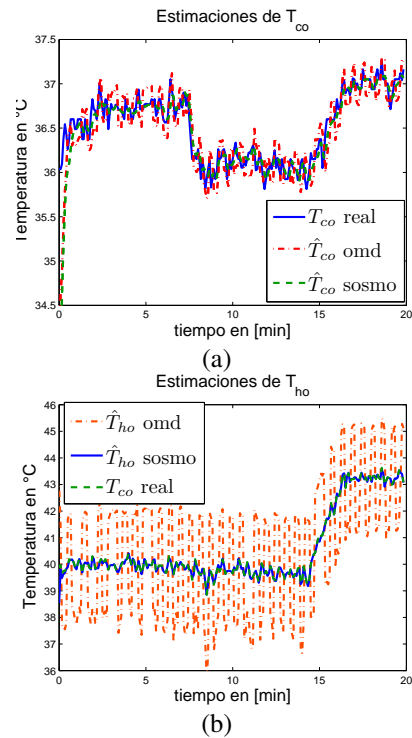 Estimaciones de T_co
37.5
37
36.5
36
35.5
35
34.5
Temperatura en °C
T_co real
T̂_co omd
T̂_co sosmo
0 5 10 15 20
tiempo en [min]
(a)
Estimaciones de T_ho
46
45
44
43
42
41
40
39
38
37
36
Temperatura en °C
T̂_ho omd
T̂_ho sosmo
T_co real
0 5 10 15 20
tiempo en [min]
(b)